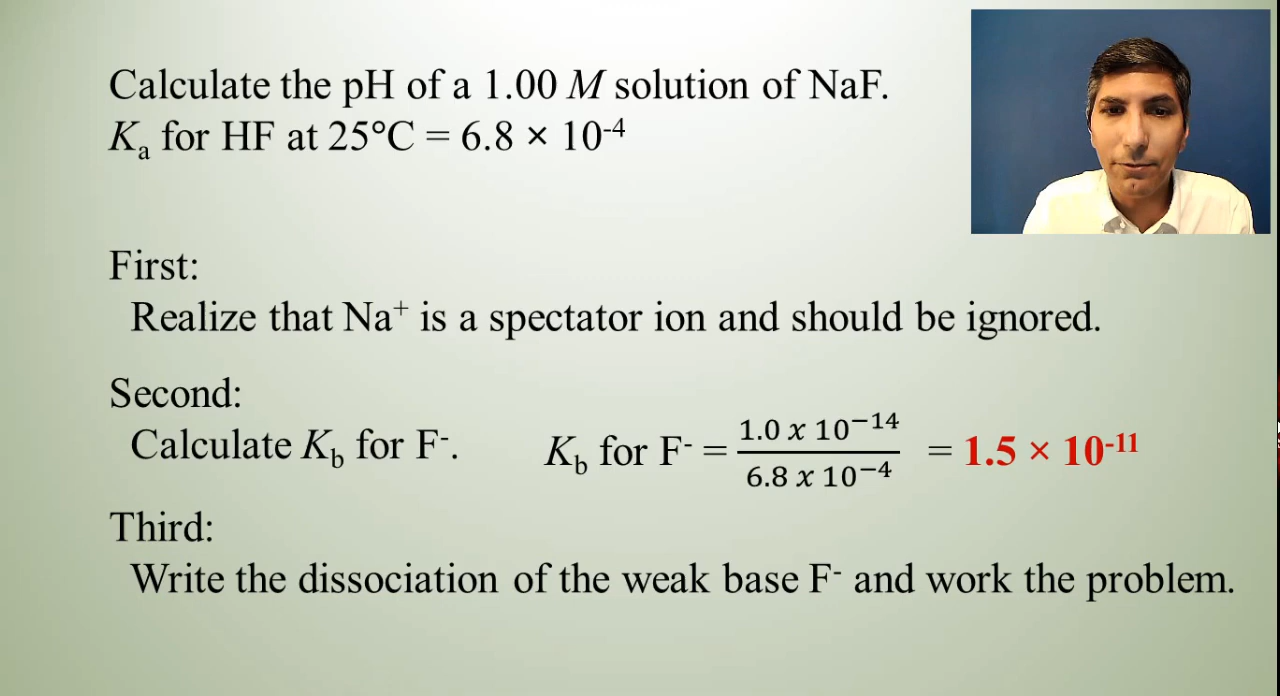 Calculate the pH of a 1.00 M solution of NaF.
Kₐ for HF at 25°C = 6.8 × 10⁻⁴
First:
Realize that Na⁺ is a spectator ion and should be ignored.
Second:
Calculate K_b for F⁻. K_b for F⁻ = \frac{1.0 x 10⁻¹⁴}{6.8 x 10⁻⁴} = 1.5 × 10⁻¹¹
Third:
Write the dissociation of the weak base F⁻ and work the problem.